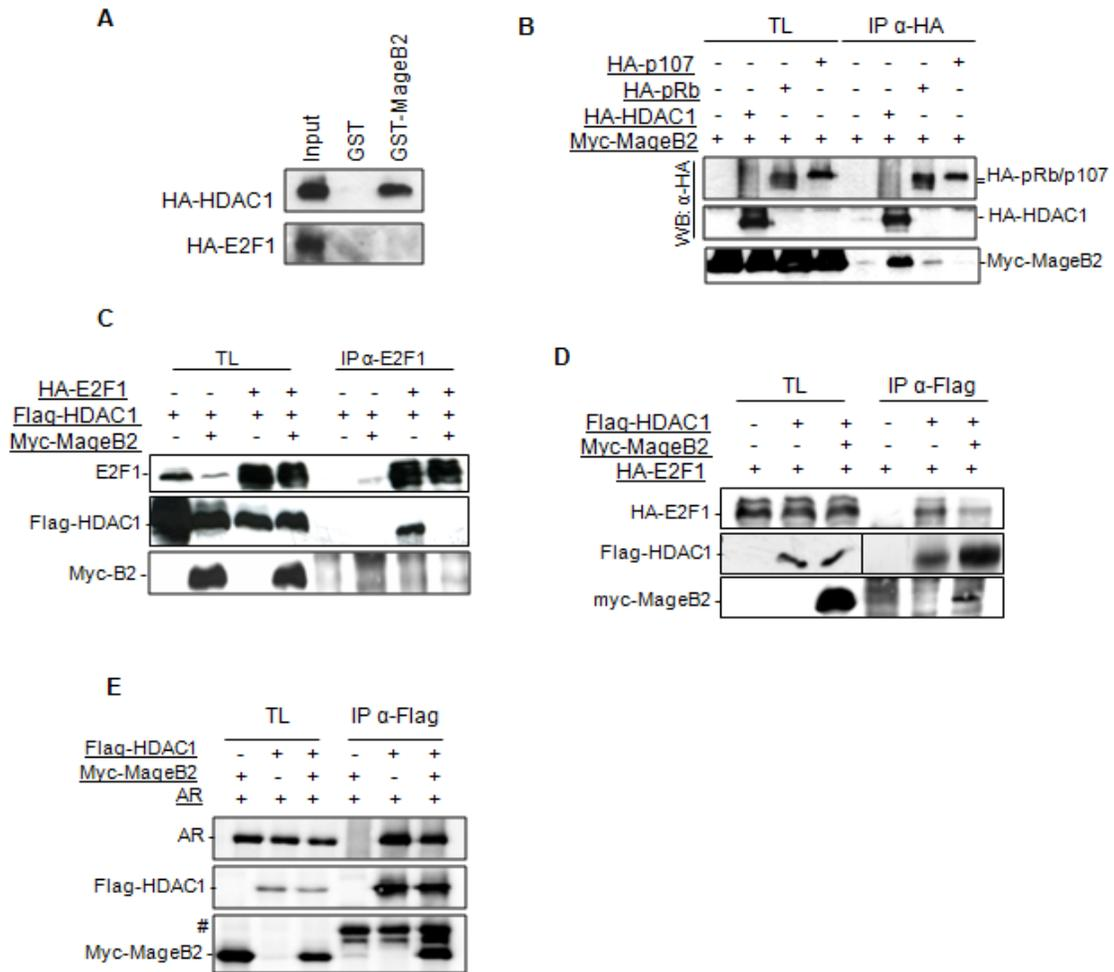 A
Input
GST
GST-MageB2
HA-HDAC1
HA-E2F1
B
TL IP α-HA
HA-p107 - - - + - - - +
HA-pRb - - + - - - + -
HA-HDAC1 - + - - - + - -
Myc-MageB2 + + + + + + + +
WB: α-HA
HA-pRb/p107
HA-HDAC1
Myc-MageB2
C
TL IP α-E2F1
HA-E2F1 - - + + - - + +
Flag-HDAC1 + + + + + + + +
Myc-MageB2 - + - + - + - +
E2F1
Flag-HDAC1
Myc-B2
D
TL IP α-Flag
Flag-HDAC1 - + + - + +
Myc-MageB2 - - + - - +
HA-E2F1 + + + + + +
HA-E2F1
Flag-HDAC1
myc-MageB2
E
TL IP α-Flag
Flag-HDAC1 - + + - + +
Myc-MageB2 + - + + - +
AR + + + + + +
AR
Flag-HDAC1
#
Myc-MageB2